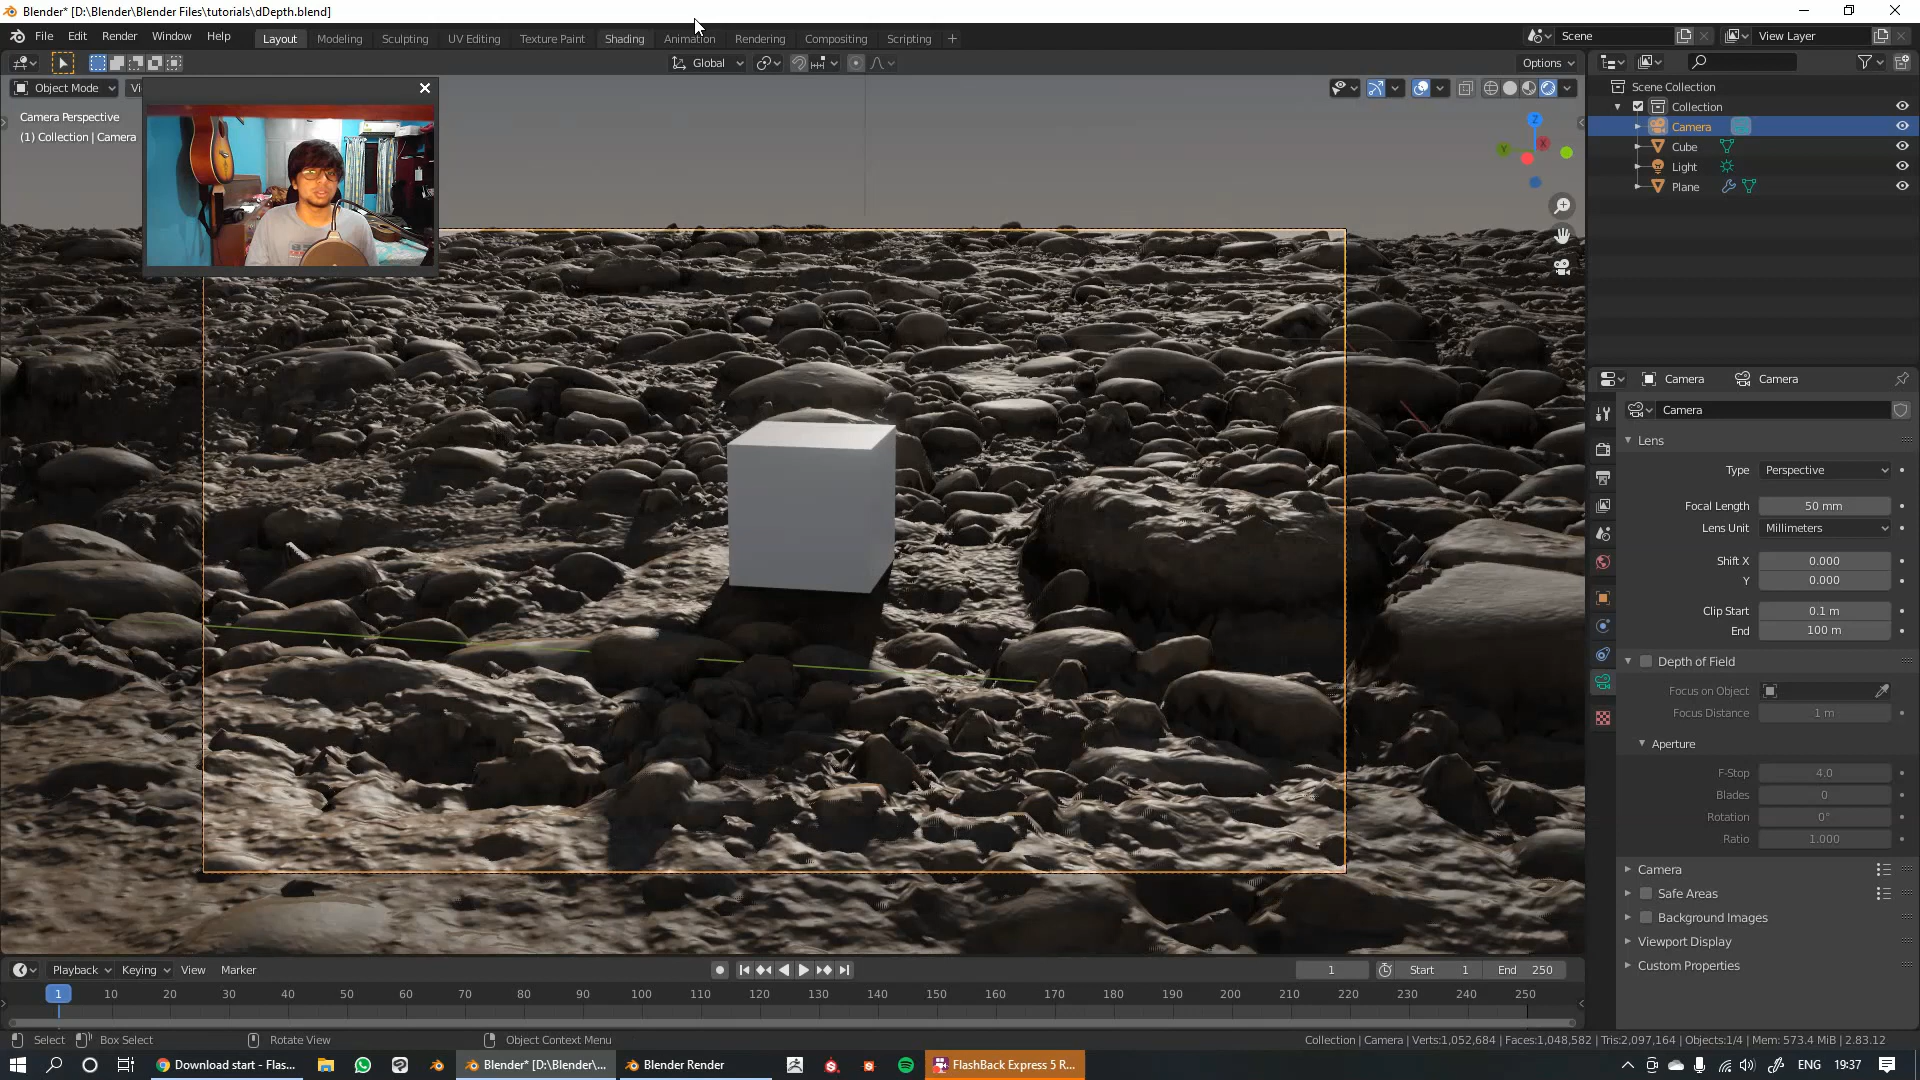 Blender* [D:\Blender\Blender Files\tutorials\dDepth.blend]
File Edit Render Window Help Layout Modeling Sculpting UV Editing Texture Paint Shading Animation Rendering Compositing Scripting + Scene View Layer
Global Options
Object Mode Vi
Camera Perspective
(1) Collection | Camera
Z
Y X
Scene Collection
Collection
Camera
Cube
Light
Plane
Camera Camera
Camera
Lens
Type Perspective
Focal Length 50 mm
Lens Unit Millimeters
Shift X 0.000
Y 0.000
Clip Start 0.1 m
End 100 m
Depth of Field
Focus on Object
Focus Distance 1 m
Aperture
F-Stop 4.0
Blades 0
Rotation 0°
Ratio 1.000
Camera
Safe Areas
Background Images
Viewport Display
Custom Properties
Playback Keying View Marker 1 Start 1 End 250
1 10 20 30 40 50 60 70 80 90 100 110 120 130 140 150 160 170 180 190 200 210 220 230 240 250
Select Box Select Rotate View Object Context Menu Collection | Camera | Verts:1,052,684 | Faces:1,048,582 | Tris:2,097,164 | Objects:1/4 | Mem: 573.4 MiB | 2.83.12
Download start - Flas... Blender* [D:\Blender\... Blender Render FlashBack Express 5 R... ENG 19:37